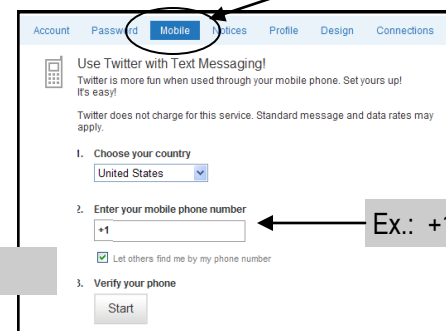 Account Password Mobile Notices Profile Design Connections
Use Twitter with Text Messaging!
Twitter is more fun when used through your mobile phone. Set yours up!
It's easy!
Twitter does not charge for this service. Standard message and data rates may
apply.
1. Choose your country
United States
2. Enter your mobile phone number
+1
Ex.: +1
Let others find me by my phone number
3. Verify your phone
Start